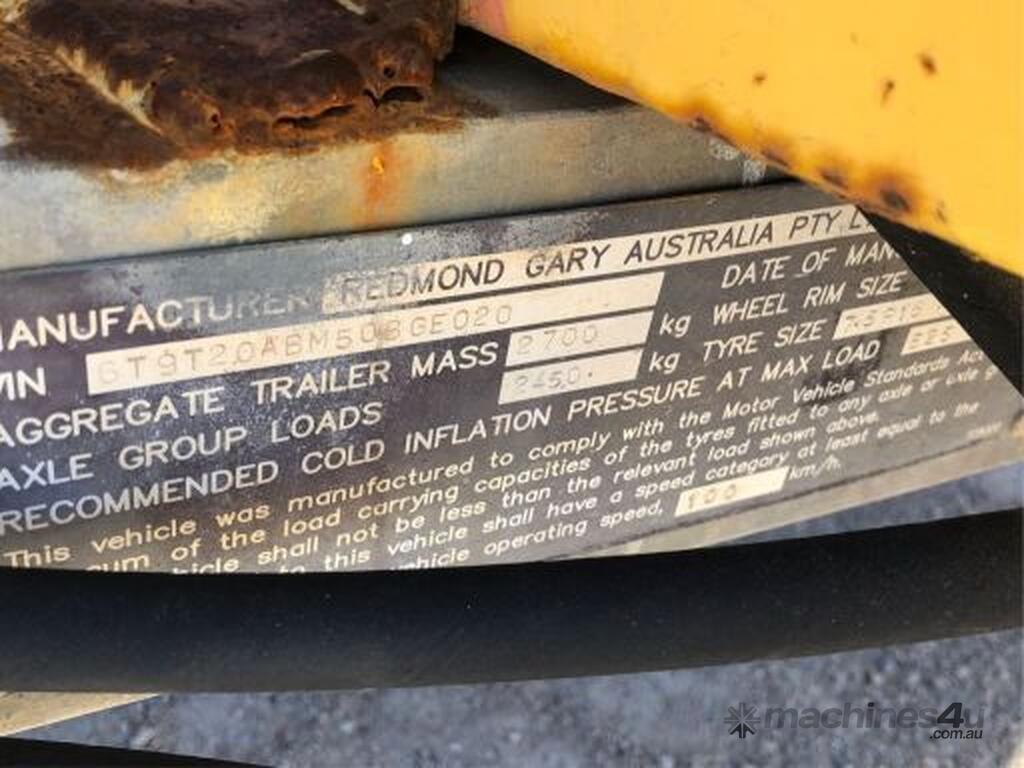 MANUFACTURER REDMOND GARY AUSTRALIA PTY L
VIN 6T9T20ABM508GE020 DATE OF MAN
AGGREGATE TRAILER MASS 2700 kg WHEEL RIM SIZE
AXLE GROUP LOADS 2450 kg TYRE SIZE
RECOMMENDED COLD INFLATION PRESSURE AT MAX LOAD
This vehicle was manufactured to comply with the Motor Vehicle Standards Act
of the load carrying capacities of the tyres fitted to any axle or axle
shall not be less than the relevant load shown above.
this vehicle shall have a speed category at least equal to the
vehicle operating speed, 100 km/h.
machines4u
.com.au